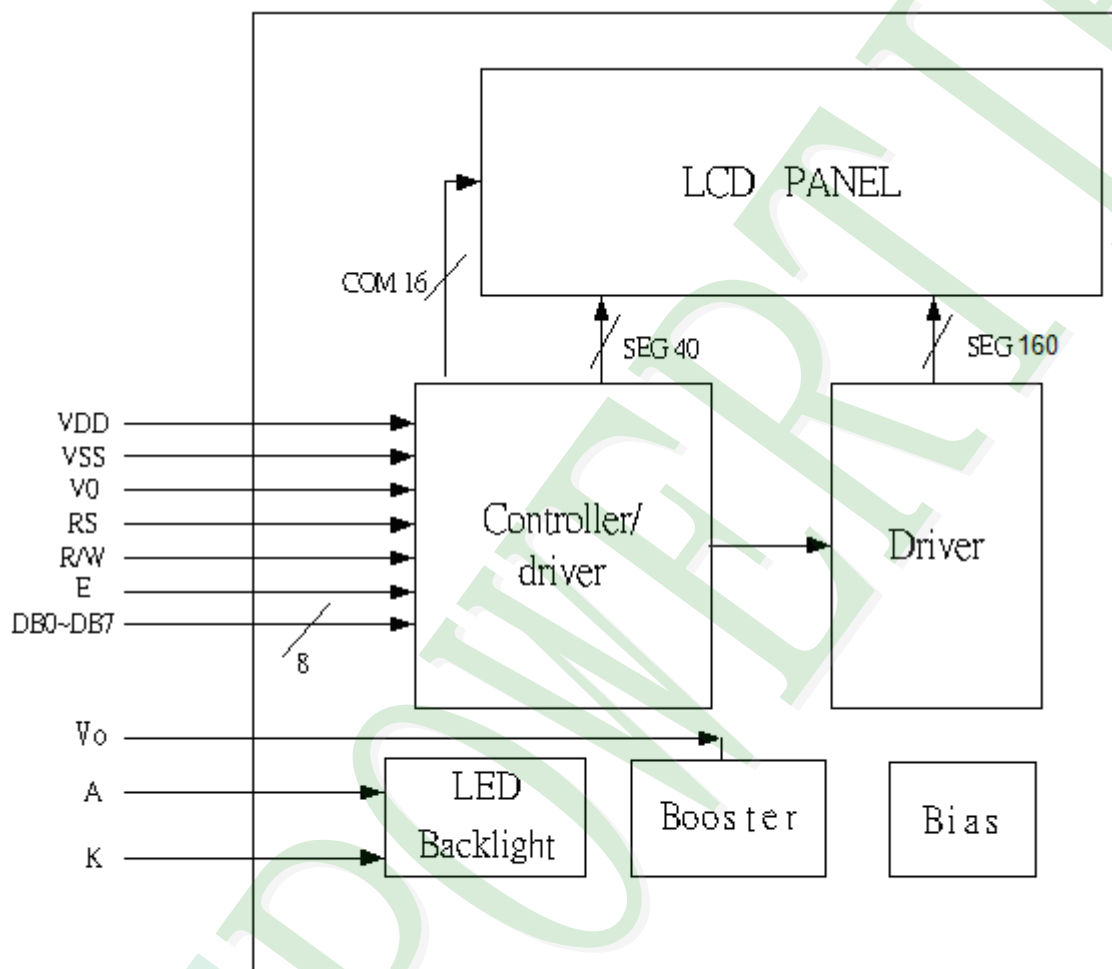 LCD PANEL
COM 16
SEG 40
SEG 160
VDD
VSS
V0
RS
R/W
E
DB0~DB7
8
Controller/
driver
Driver
Vo
A
K
LED
Backlight
Booster
Bias